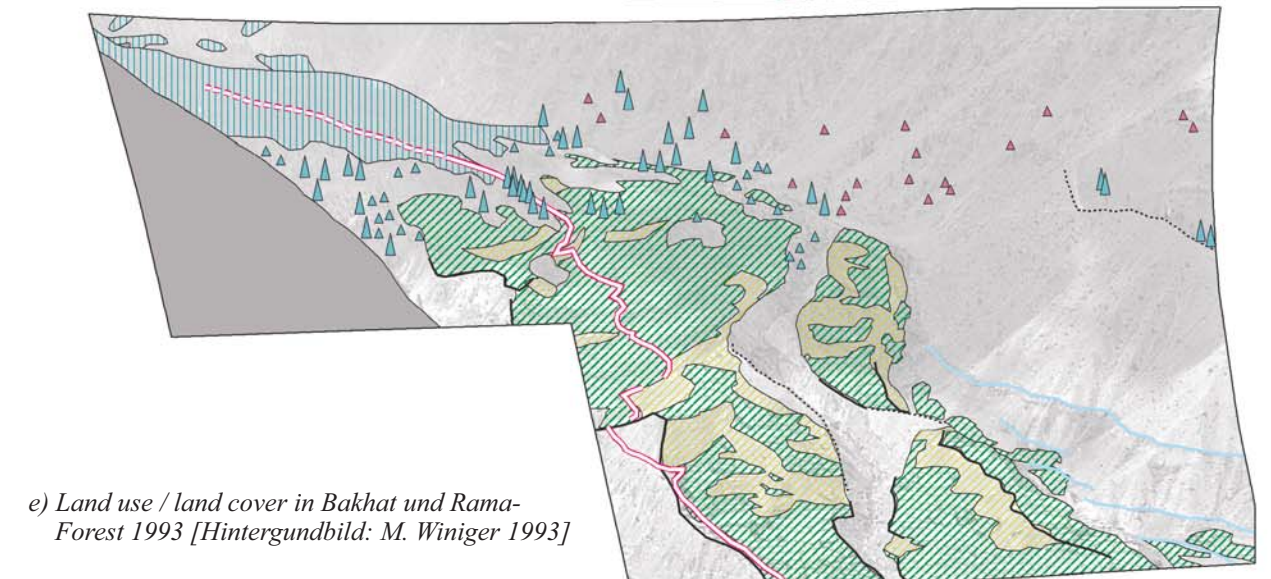 e) Land use / land cover in Bakhat und Rama-
Forest 1993 [Hintergundbild: M. Winiger 1993]